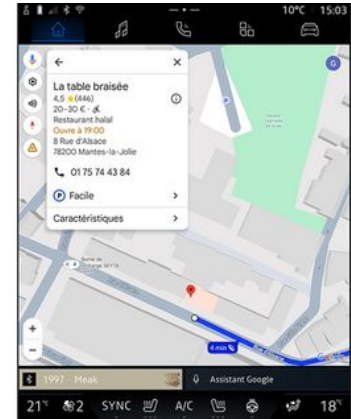 10°C 15:03
G
La table braisée
4,5 ★ (446)
20–30 € ·
Restaurant halal
Ouvre à 19:00
8 Rue d'Alsace
78200 Mantes-la-Jolie
01 75 74 43 84
P Facile
Caractéristiques
4 min
Google
1997 - Meak
Assistant Google
21° 2 SYNC A/C 18°